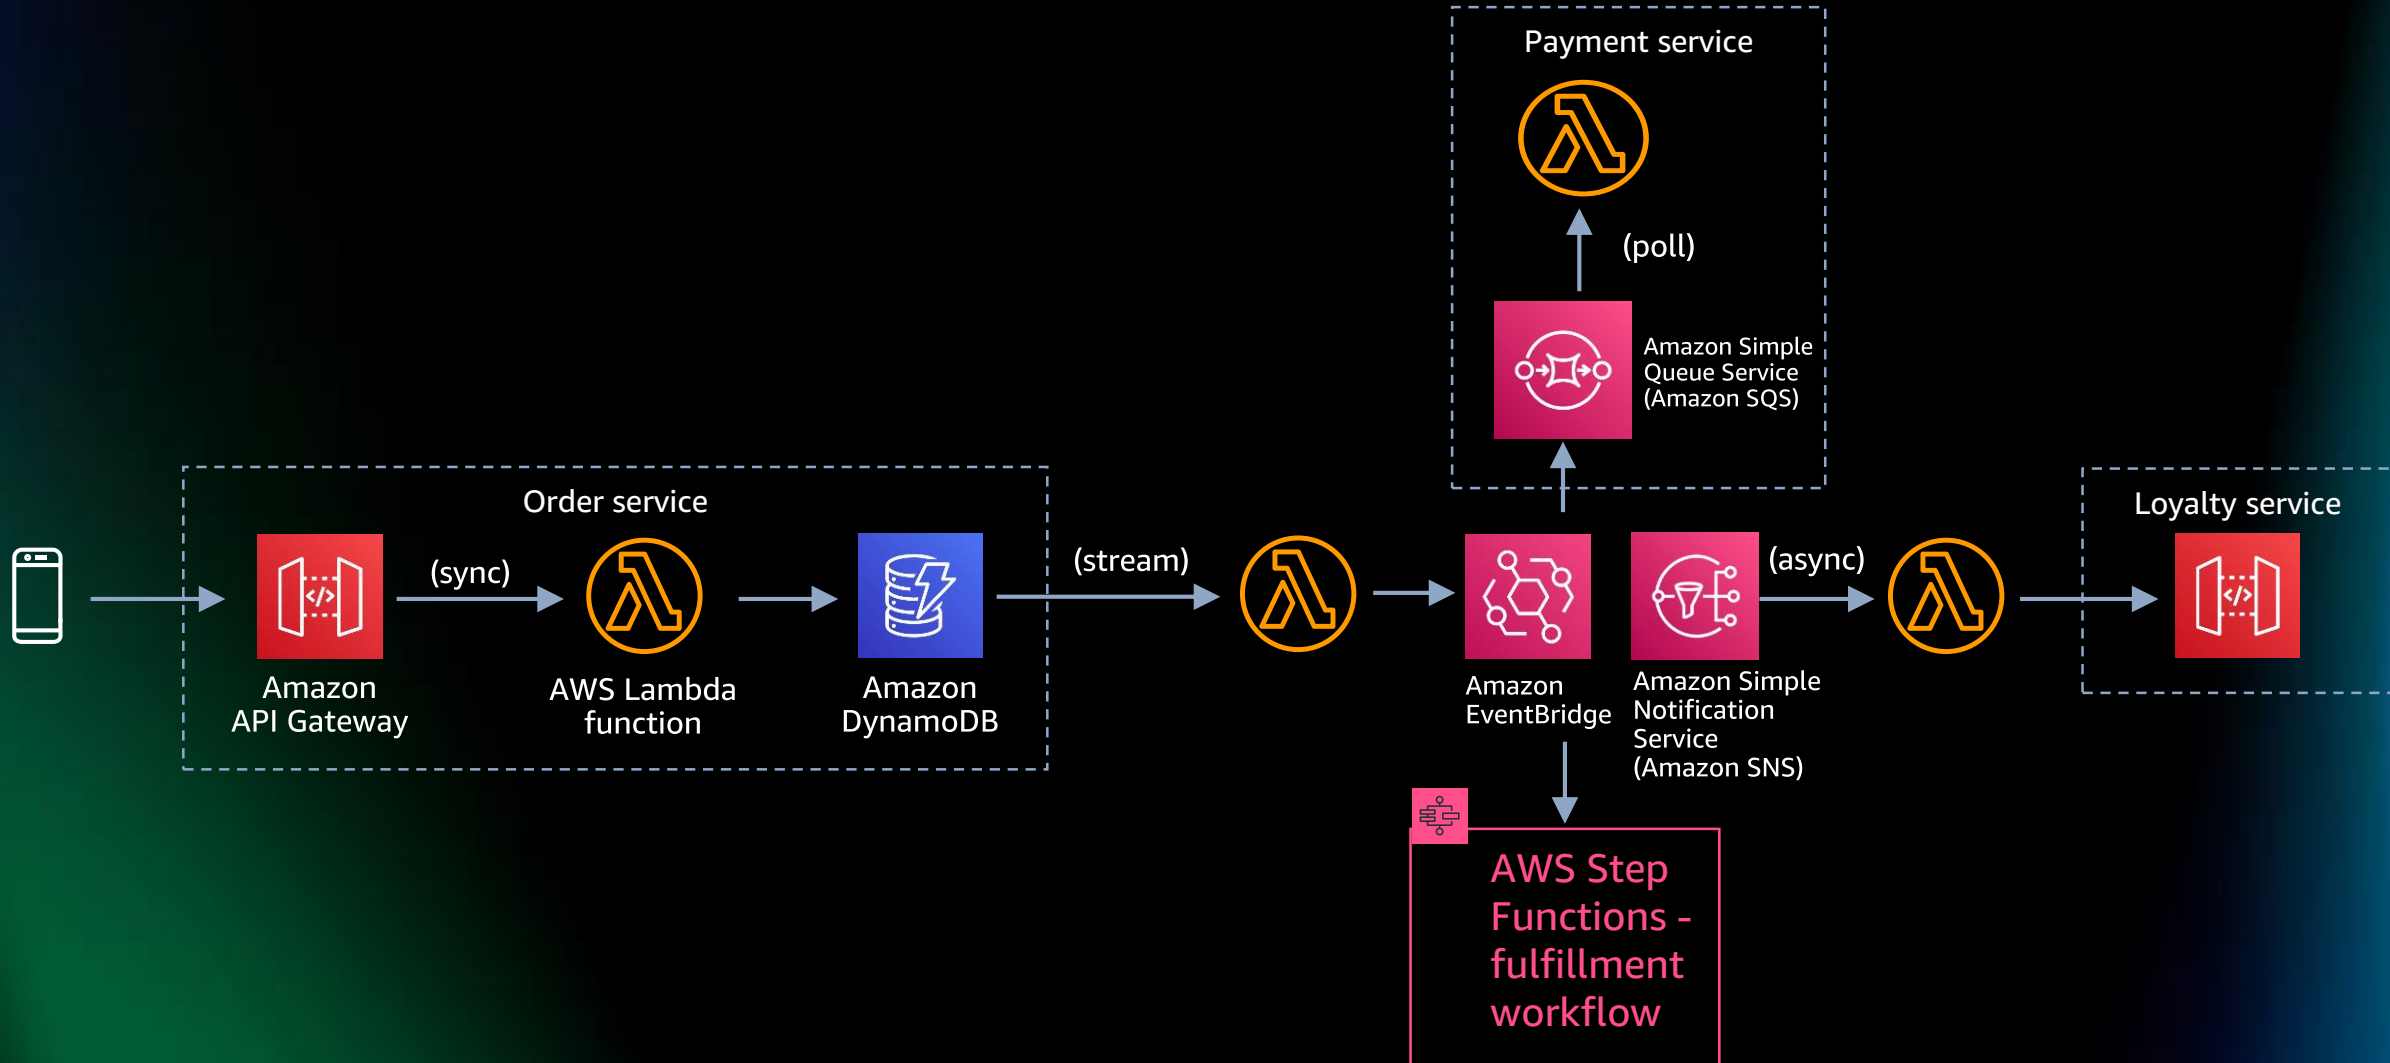 Payment service
(poll)
Amazon Simple
Queue Service
(Amazon SQS)
Order service
(sync)
</>
Amazon
API Gateway
AWS Lambda
function
Amazon
DynamoDB
(stream)
Amazon
EventBridge
Amazon Simple
Notification
Service
(Amazon SNS)
(async)
Loyalty service
</>
AWS Step
Functions -
fulfillment
workflow